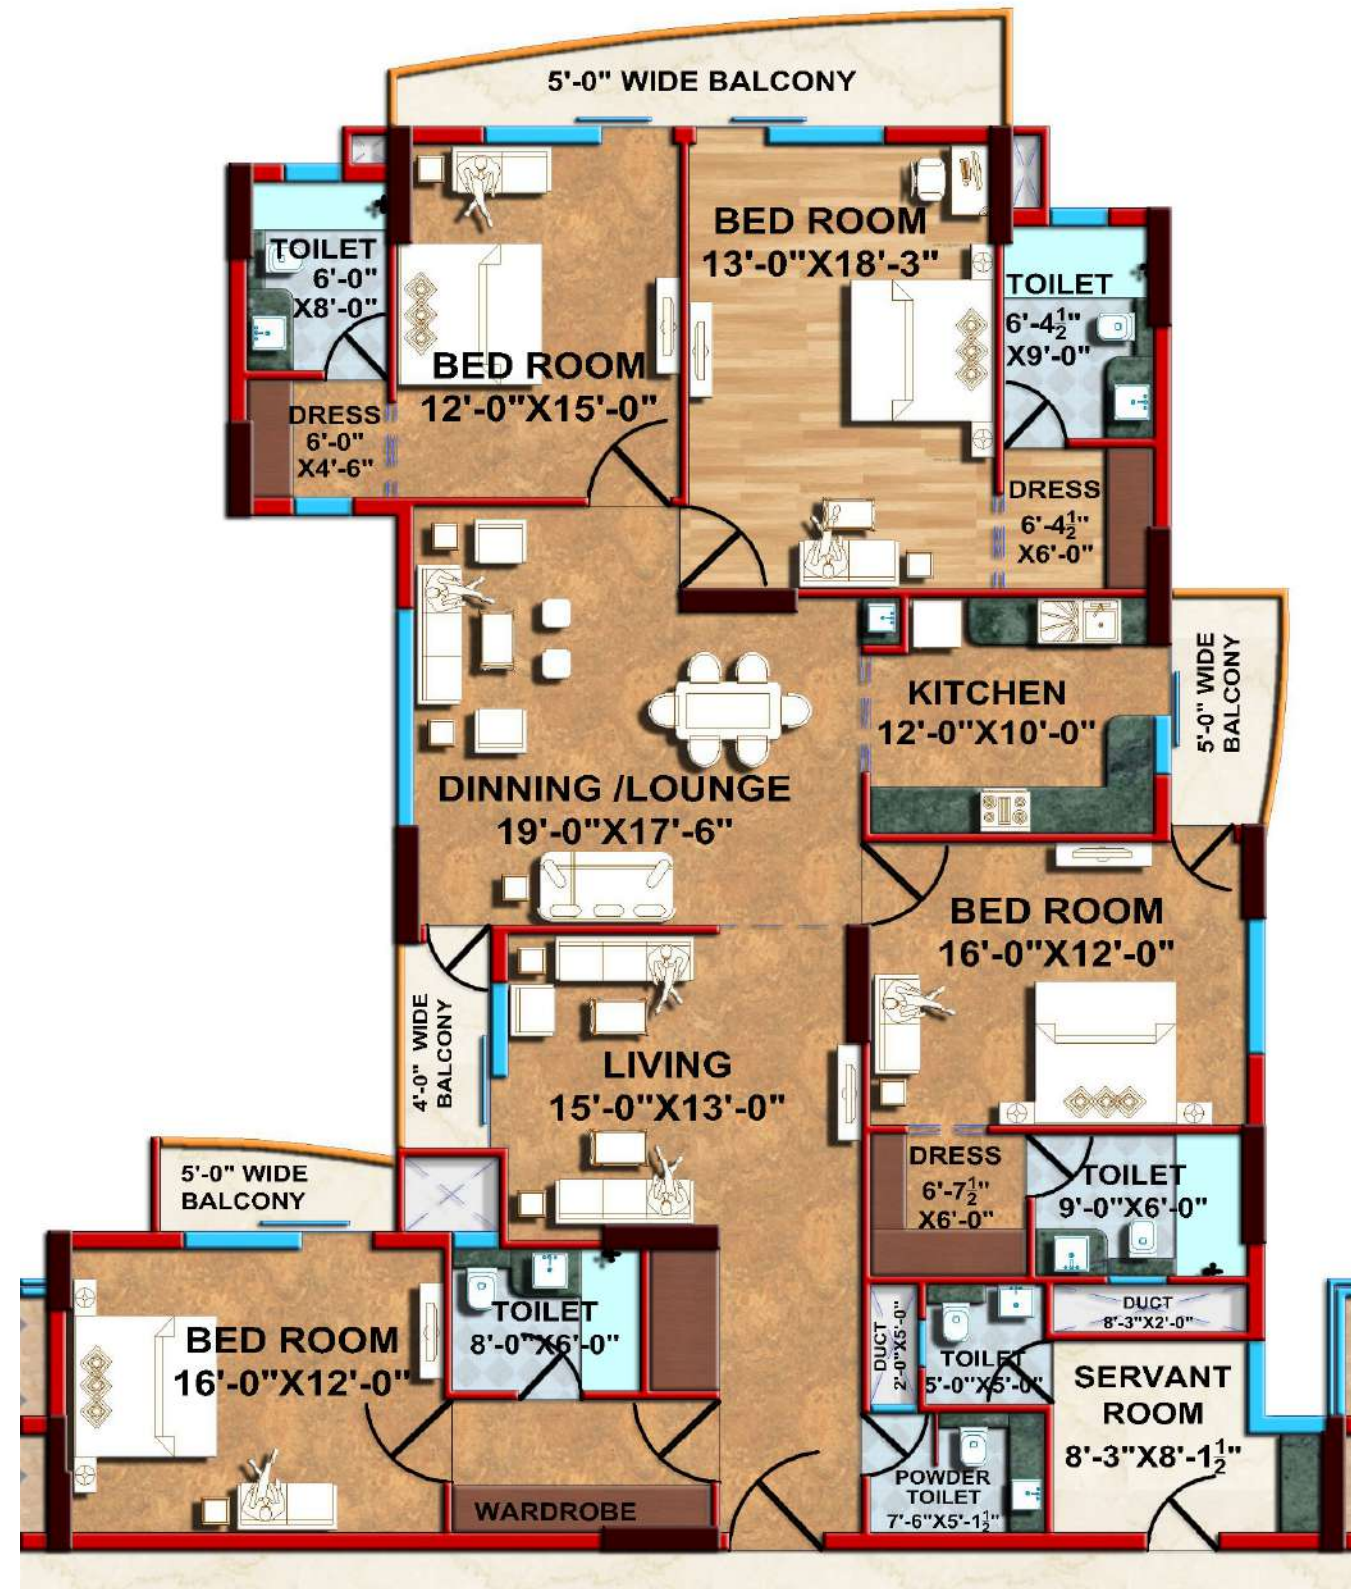 5'-0" WIDE BALCONY
BED ROOM
13'-0"X18'-3"
TOILET
6'-0"
X8'-0"
TOILET
6'-4½"
X9'-0"
BED ROOM
12'-0"X15'-0"
DRESS
6'-0"
X4'-6"
DRESS
6'-4½"
X6'-0"
5'-0" WIDE
BALCONY
KITCHEN
12'-0"X10'-0"
DINNING /LOUNGE
19'-0"X17'-6"
BED ROOM
16'-0"X12'-0"
4'-0" WIDE
BALCONY
LIVING
15'-0"X13'-0"
5'-0" WIDE
BALCONY
DRESS
6'-7½"
X6'-0"
TOILET
9'-0"X6'-0"
TOILET
8'-0"X6'-0"
BED ROOM
16'-0"X12'-0"
DUCT
2'-0"X5'-0"
DUCT
8'-3"X2'-0"
TOILET
5'-0"X5'-0"
SERVANT
ROOM
8'-3"X8'-1½"
POWDER
TOILET
7'-6"X5'-1½"
WARDROBE